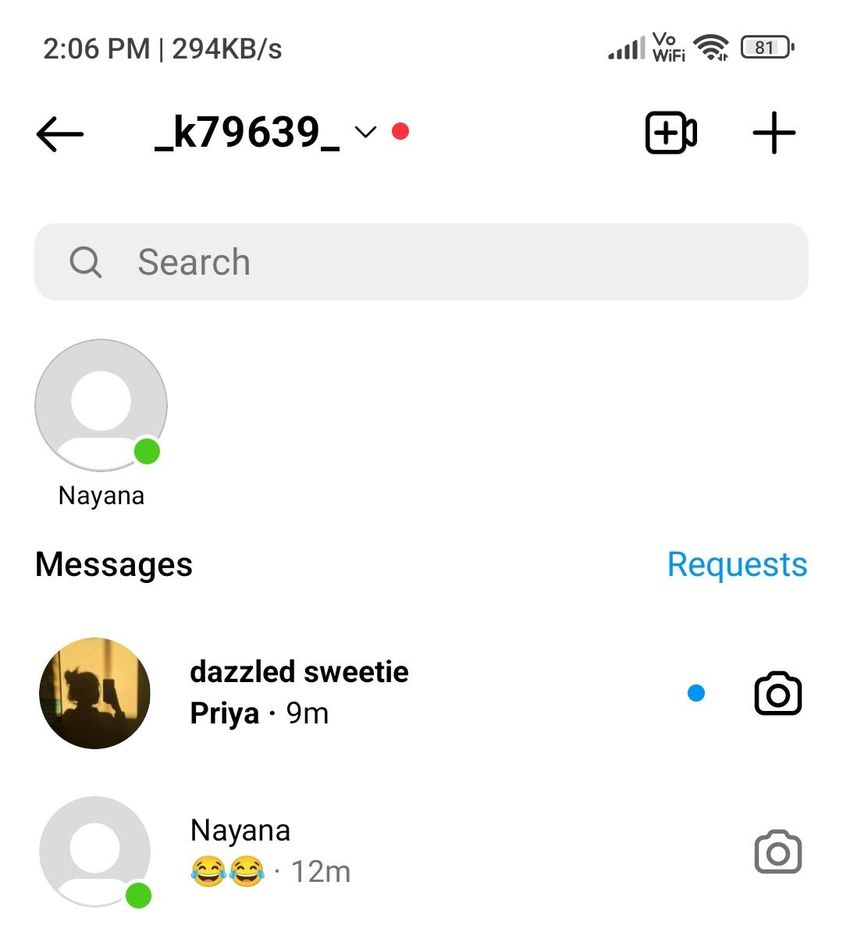 2:06 PM | 294KB/s Vo WiFi 81
_k79639_
Search
Nayana
Messages Requests
dazzled sweetie
Priya · 9m
Nayana
😂😂 · 12m